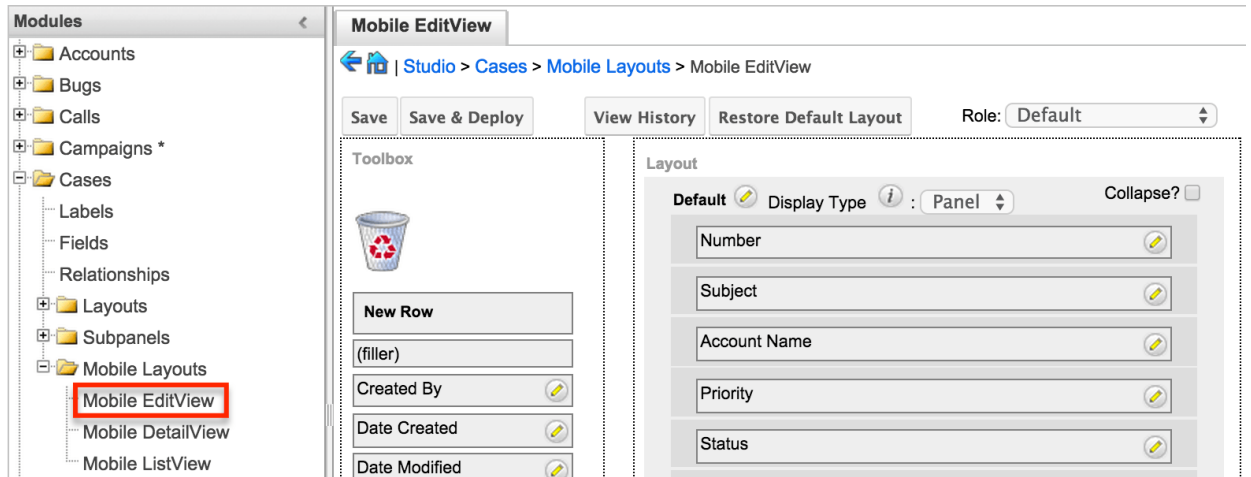 Modules
Accounts
Bugs
Calls
Campaigns *
Cases
Labels
Fields
Relationships
Layouts
Subpanels
Mobile Layouts
Mobile EditView
Mobile DetailView
Mobile ListView
Mobile EditView
| Studio > Cases > Mobile Layouts > Mobile EditView
Save Save & Deploy View History Restore Default Layout Role: Default
Toolbox
New Row
(filler)
Created By
Date Created
Date Modified
Layout
Default Display Type i : Panel Collapse?
Number
Subject
Account Name
Priority
Status